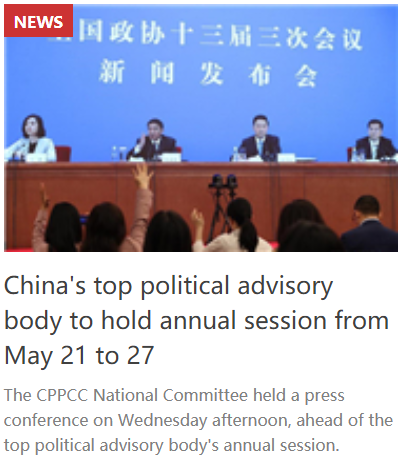 NEWS
国政协十三届三次会议
新闻发布会
China's top political advisory
body to hold annual session from
May 21 to 27
The CPPCC National Committee held a press
conference on Wednesday afternoon, ahead of the
top political advisory body's annual session.